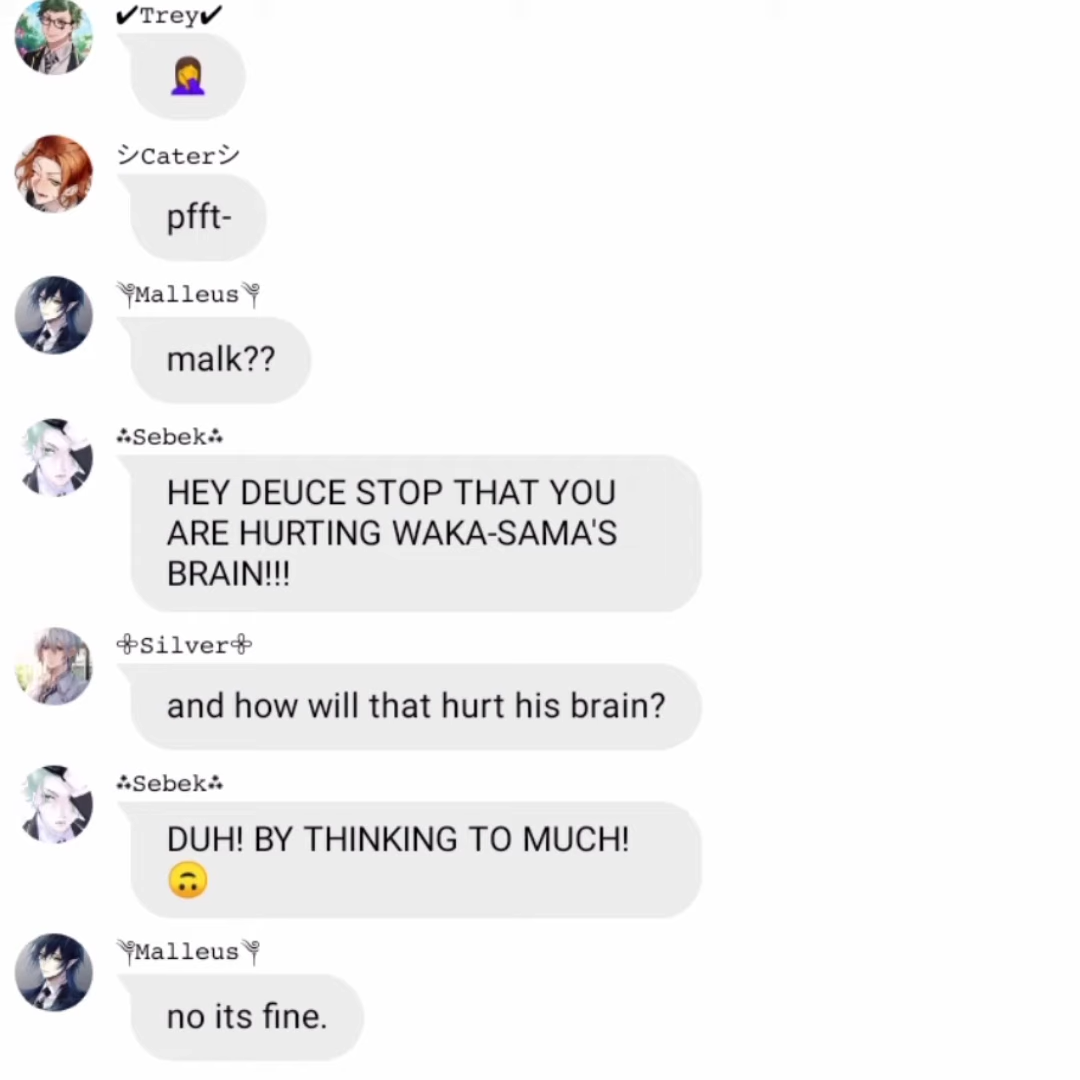 ✔Trey✔
🤦‍♀️
シCaterシ
pfft-
༒Malleus༒
malk??
⁂Sebek⁂
HEY DEUCE STOP THAT YOU
ARE HURTING WAKA-SAMA'S
BRAIN!!!
✤Silver✤
and how will that hurt his brain?
⁂Sebek⁂
DUH! BY THINKING TO MUCH!
🙃
༒Malleus༒
no its fine.